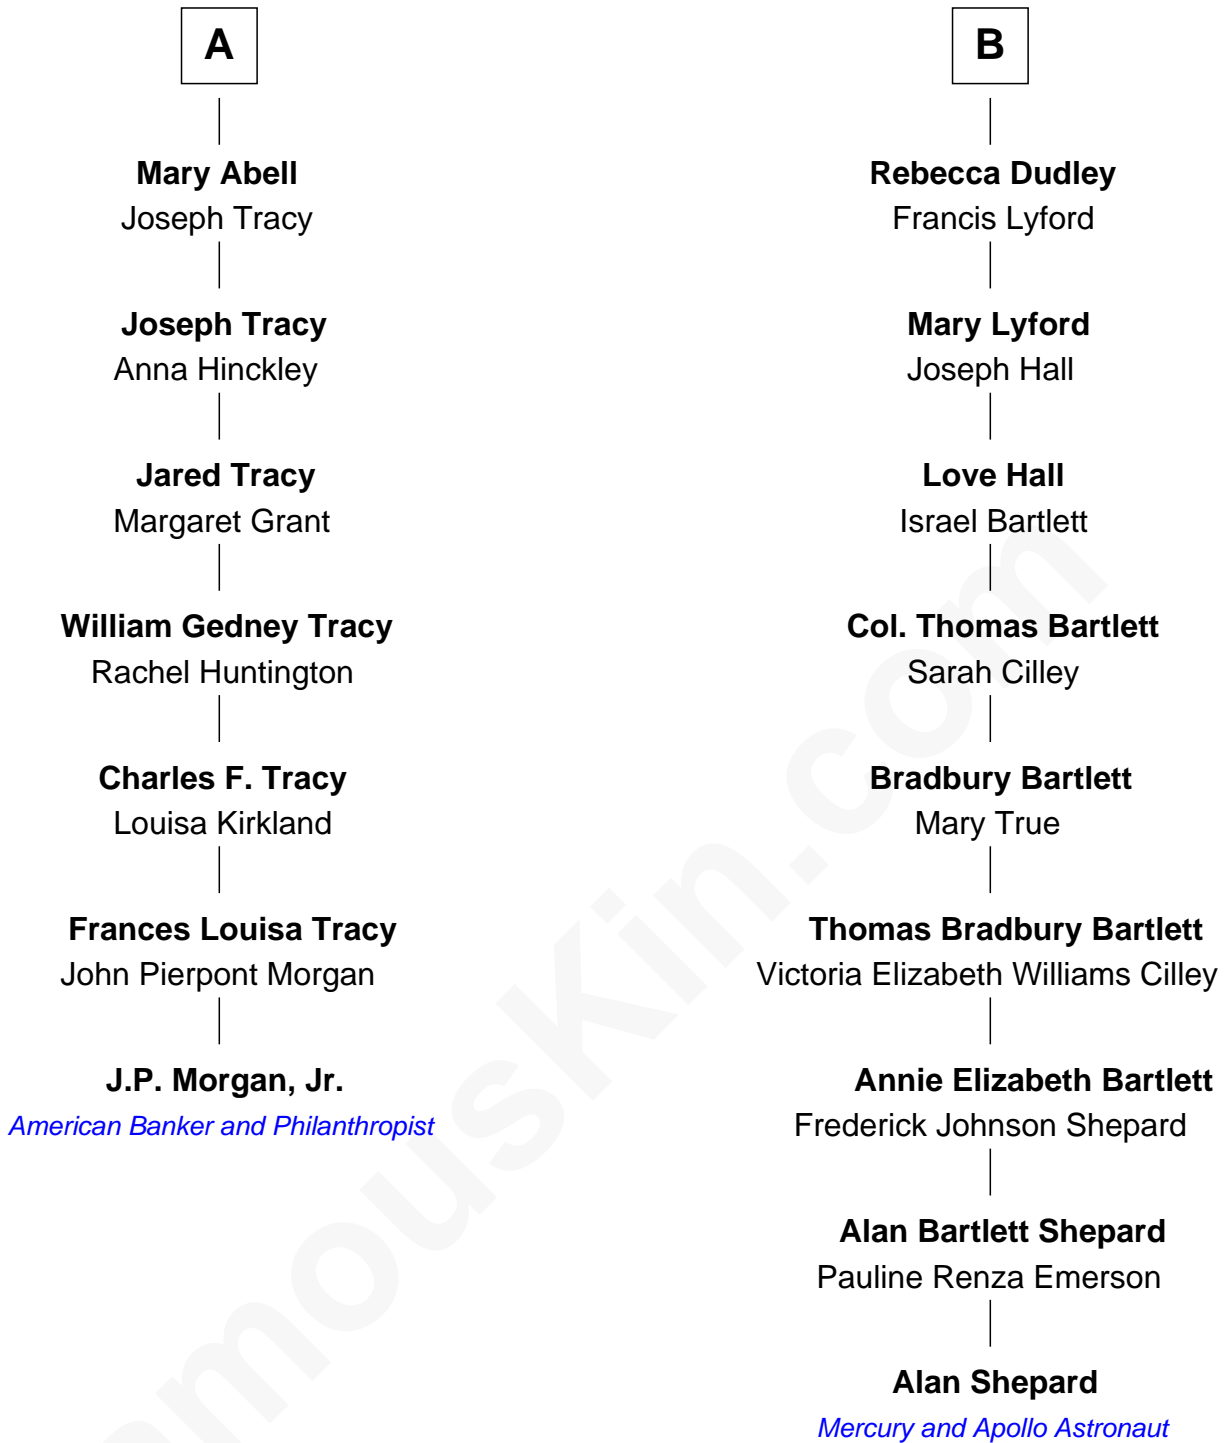 A
Mary Abell
Joseph Tracy
Joseph Tracy
Anna Hinckley
Jared Tracy
Margaret Grant
William Gedney Tracy
Rachel Huntington
Charles F. Tracy
Louisa Kirkland
Frances Louisa Tracy
John Pierpont Morgan
J.P. Morgan, Jr.
American Banker and Philanthropist
B
Rebecca Dudley
Francis Lyford
Mary Lyford
Joseph Hall
Love Hall
Israel Bartlett
Col. Thomas Bartlett
Sarah Cilley
Bradbury Bartlett
Mary True
Thomas Bradbury Bartlett
Victoria Elizabeth Williams Cilley
Annie Elizabeth Bartlett
Frederick Johnson Shepard
Alan Bartlett Shepard
Pauline Renza Emerson
Alan Shepard
Mercury and Apollo Astronaut
amousKin.com